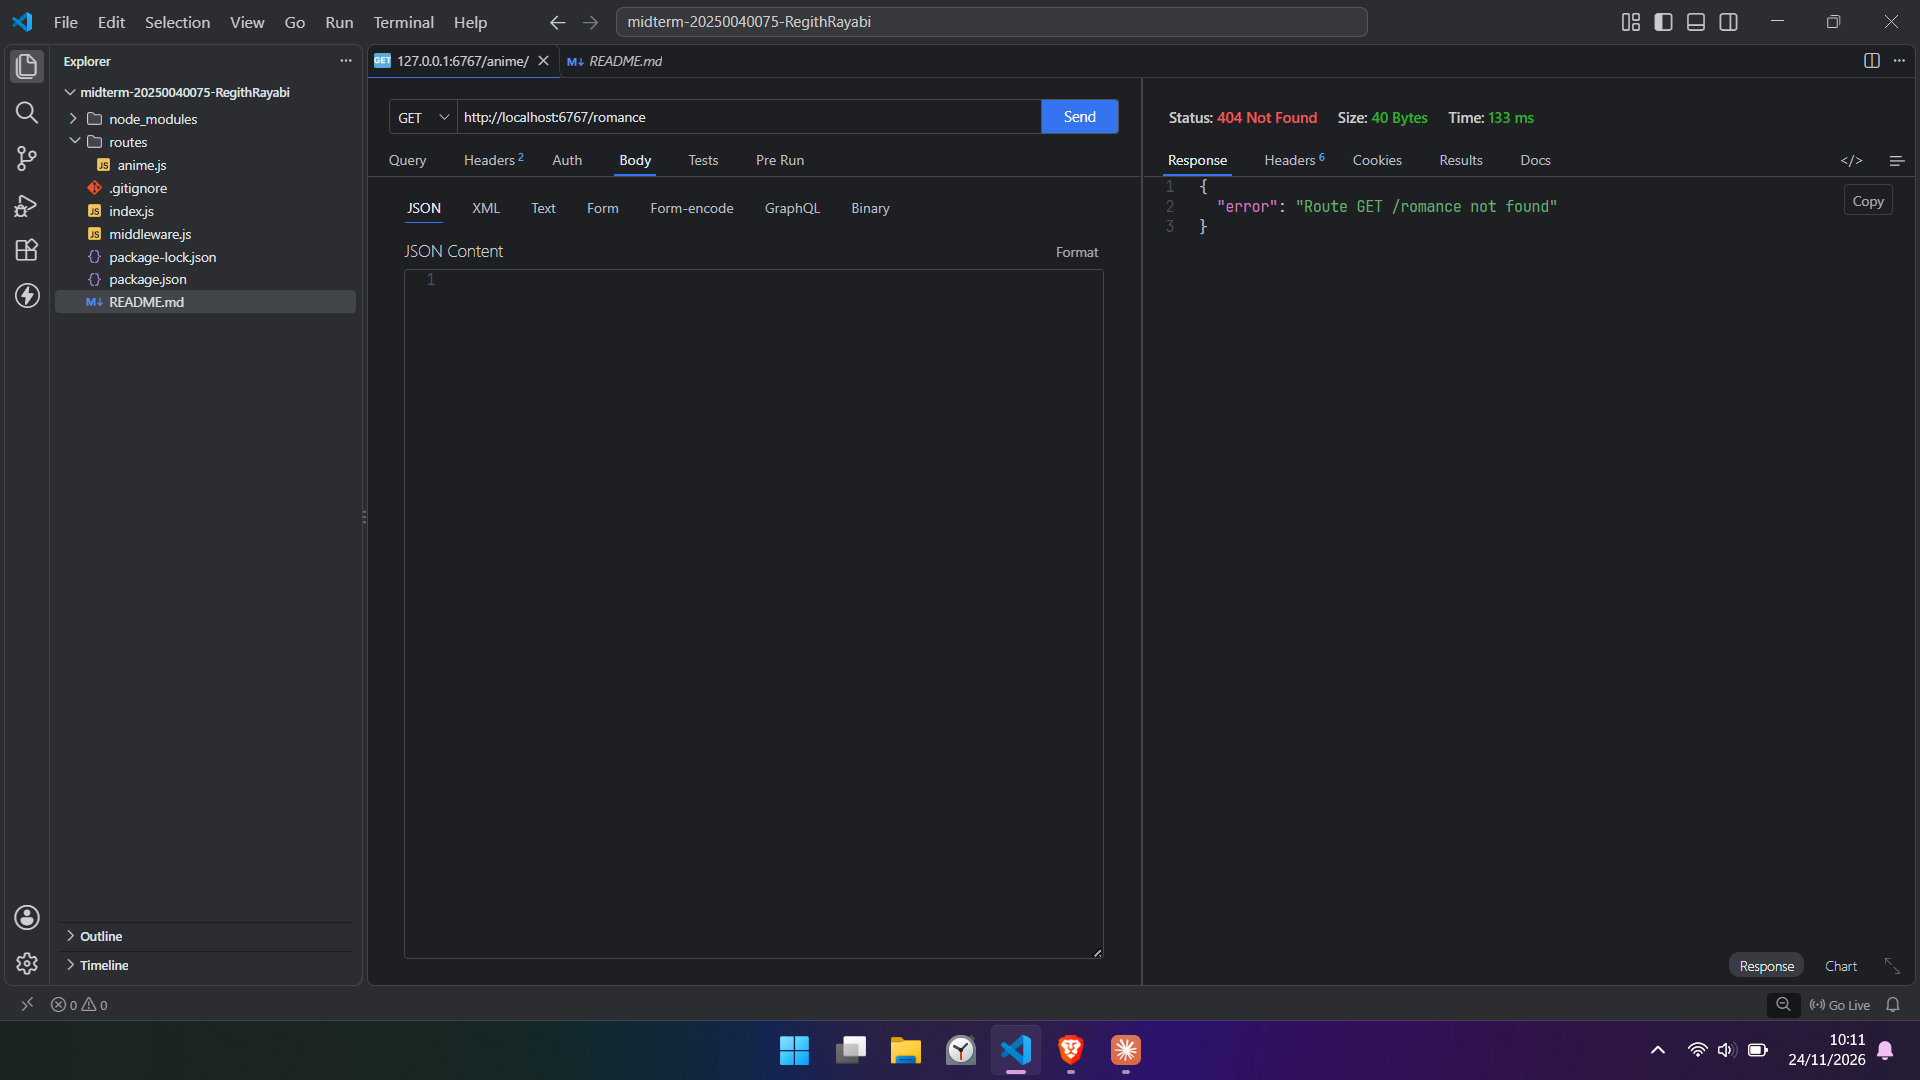 File Edit Selection View Go Run Terminal Help
midterm-20250040075-RegithRayabi
Explorer
midterm-20250040075-RegithRayabi
node_modules
routes
JS anime.js
.gitignore
JS index.js
JS middleware.js
{} package-lock.json
{} package.json
M↓ README.md
Outline
Timeline
GET 127.0.0.1:6767/anime/
M↓ README.md
GET http://localhost:6767/romance Send
Query Headers 2 Auth Body Tests Pre Run
JSON XML Text Form Form-encode GraphQL Binary
JSON Content Format
1
Status: 404 Not Found Size: 40 Bytes Time: 133 ms
Response Headers 6 Cookies Results Docs </>
1 {
2 "error": "Route GET /romance not found"
3 }
Copy
Response Chart
0 0
Go Live
10:11
24/11/2026